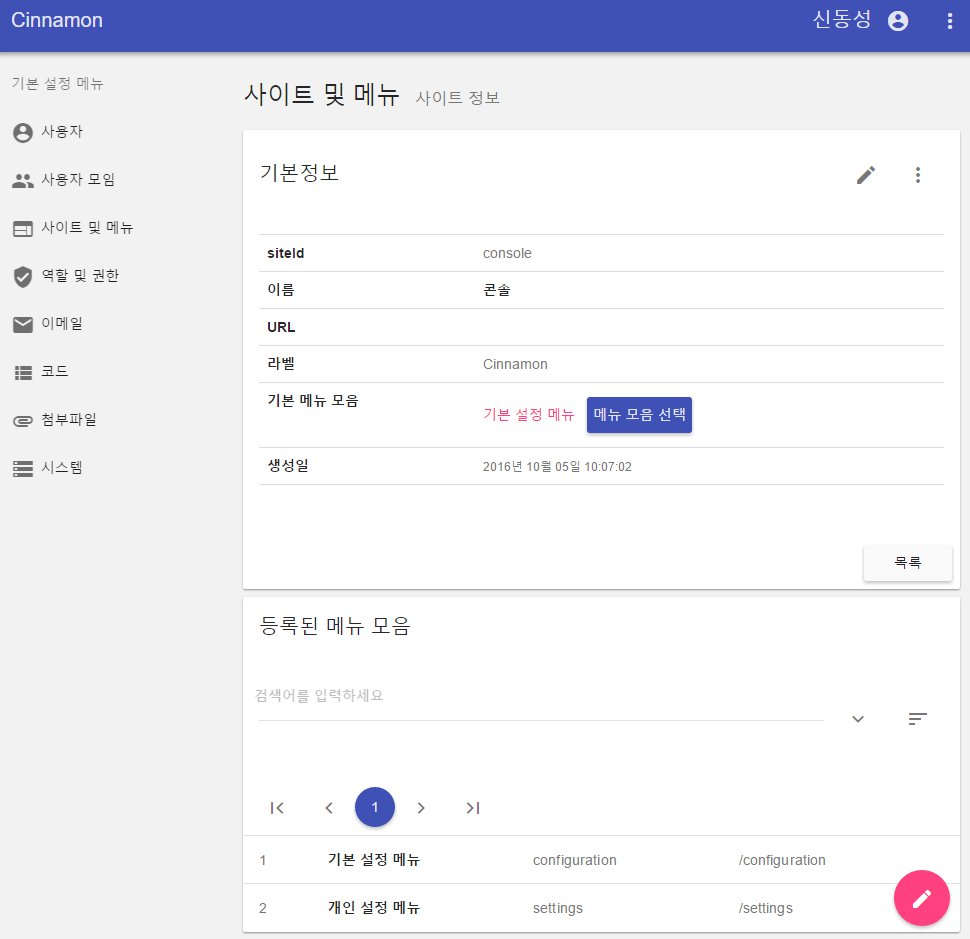 Cinnamon
신동성
기본 설정 메뉴
사용자
사용자 모임
사이트 및 메뉴
역할 및 권한
이메일
코드
첨부파일
시스템
사이트 및 메뉴 사이트 정보
기본정보
siteId console
이름 콘솔
URL
라벨 Cinnamon
기본 메뉴 모음 기본 설정 메뉴 메뉴 모음 선택
생성일 2016년 10월 05일 10:07:02
목록
등록된 메뉴 모음
검색어를 입력하세요
1
1 기본 설정 메뉴 configuration /configuration
2 개인 설정 메뉴 settings /settings